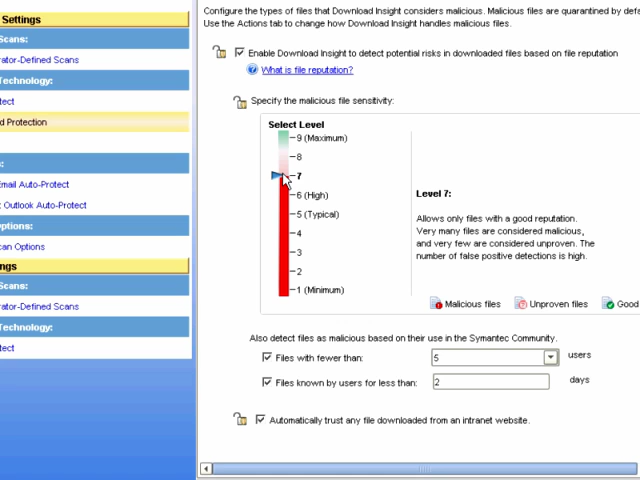 Settings
Scans:
rator-Defined Scans
Technology:
tect
d Protection
:
Email Auto-Protect
t Outlook Auto-Protect
ptions:
can Options
ngs
Scans:
rator-Defined Scans
Technology:
tect
Configure the types of files that Download Insight considers malicious. Malicious files are quarantined by defa
Use the Actions tab to change how Download Insight handles malicious files.
Enable Download Insight to detect potential risks in downloaded files based on file reputation
What is file reputation?
Specify the malicious file sensitivity:
Select Level
9 (Maximum)
8
7
6 (High)
5 (Typical)
4
3
2
1 (Minimum)
Level 7:
Allows only files with a good reputation.
Very many files are considered malicious,
and very few are considered unproven. The
number of false positive detections is high.
Malicious files
Unproven files
Good
Also detect files as malicious based on their use in the Symantec Community.
Files with fewer than:
5
users
Files known by users for less than:
2
days
Automatically trust any file downloaded from an intranet website.